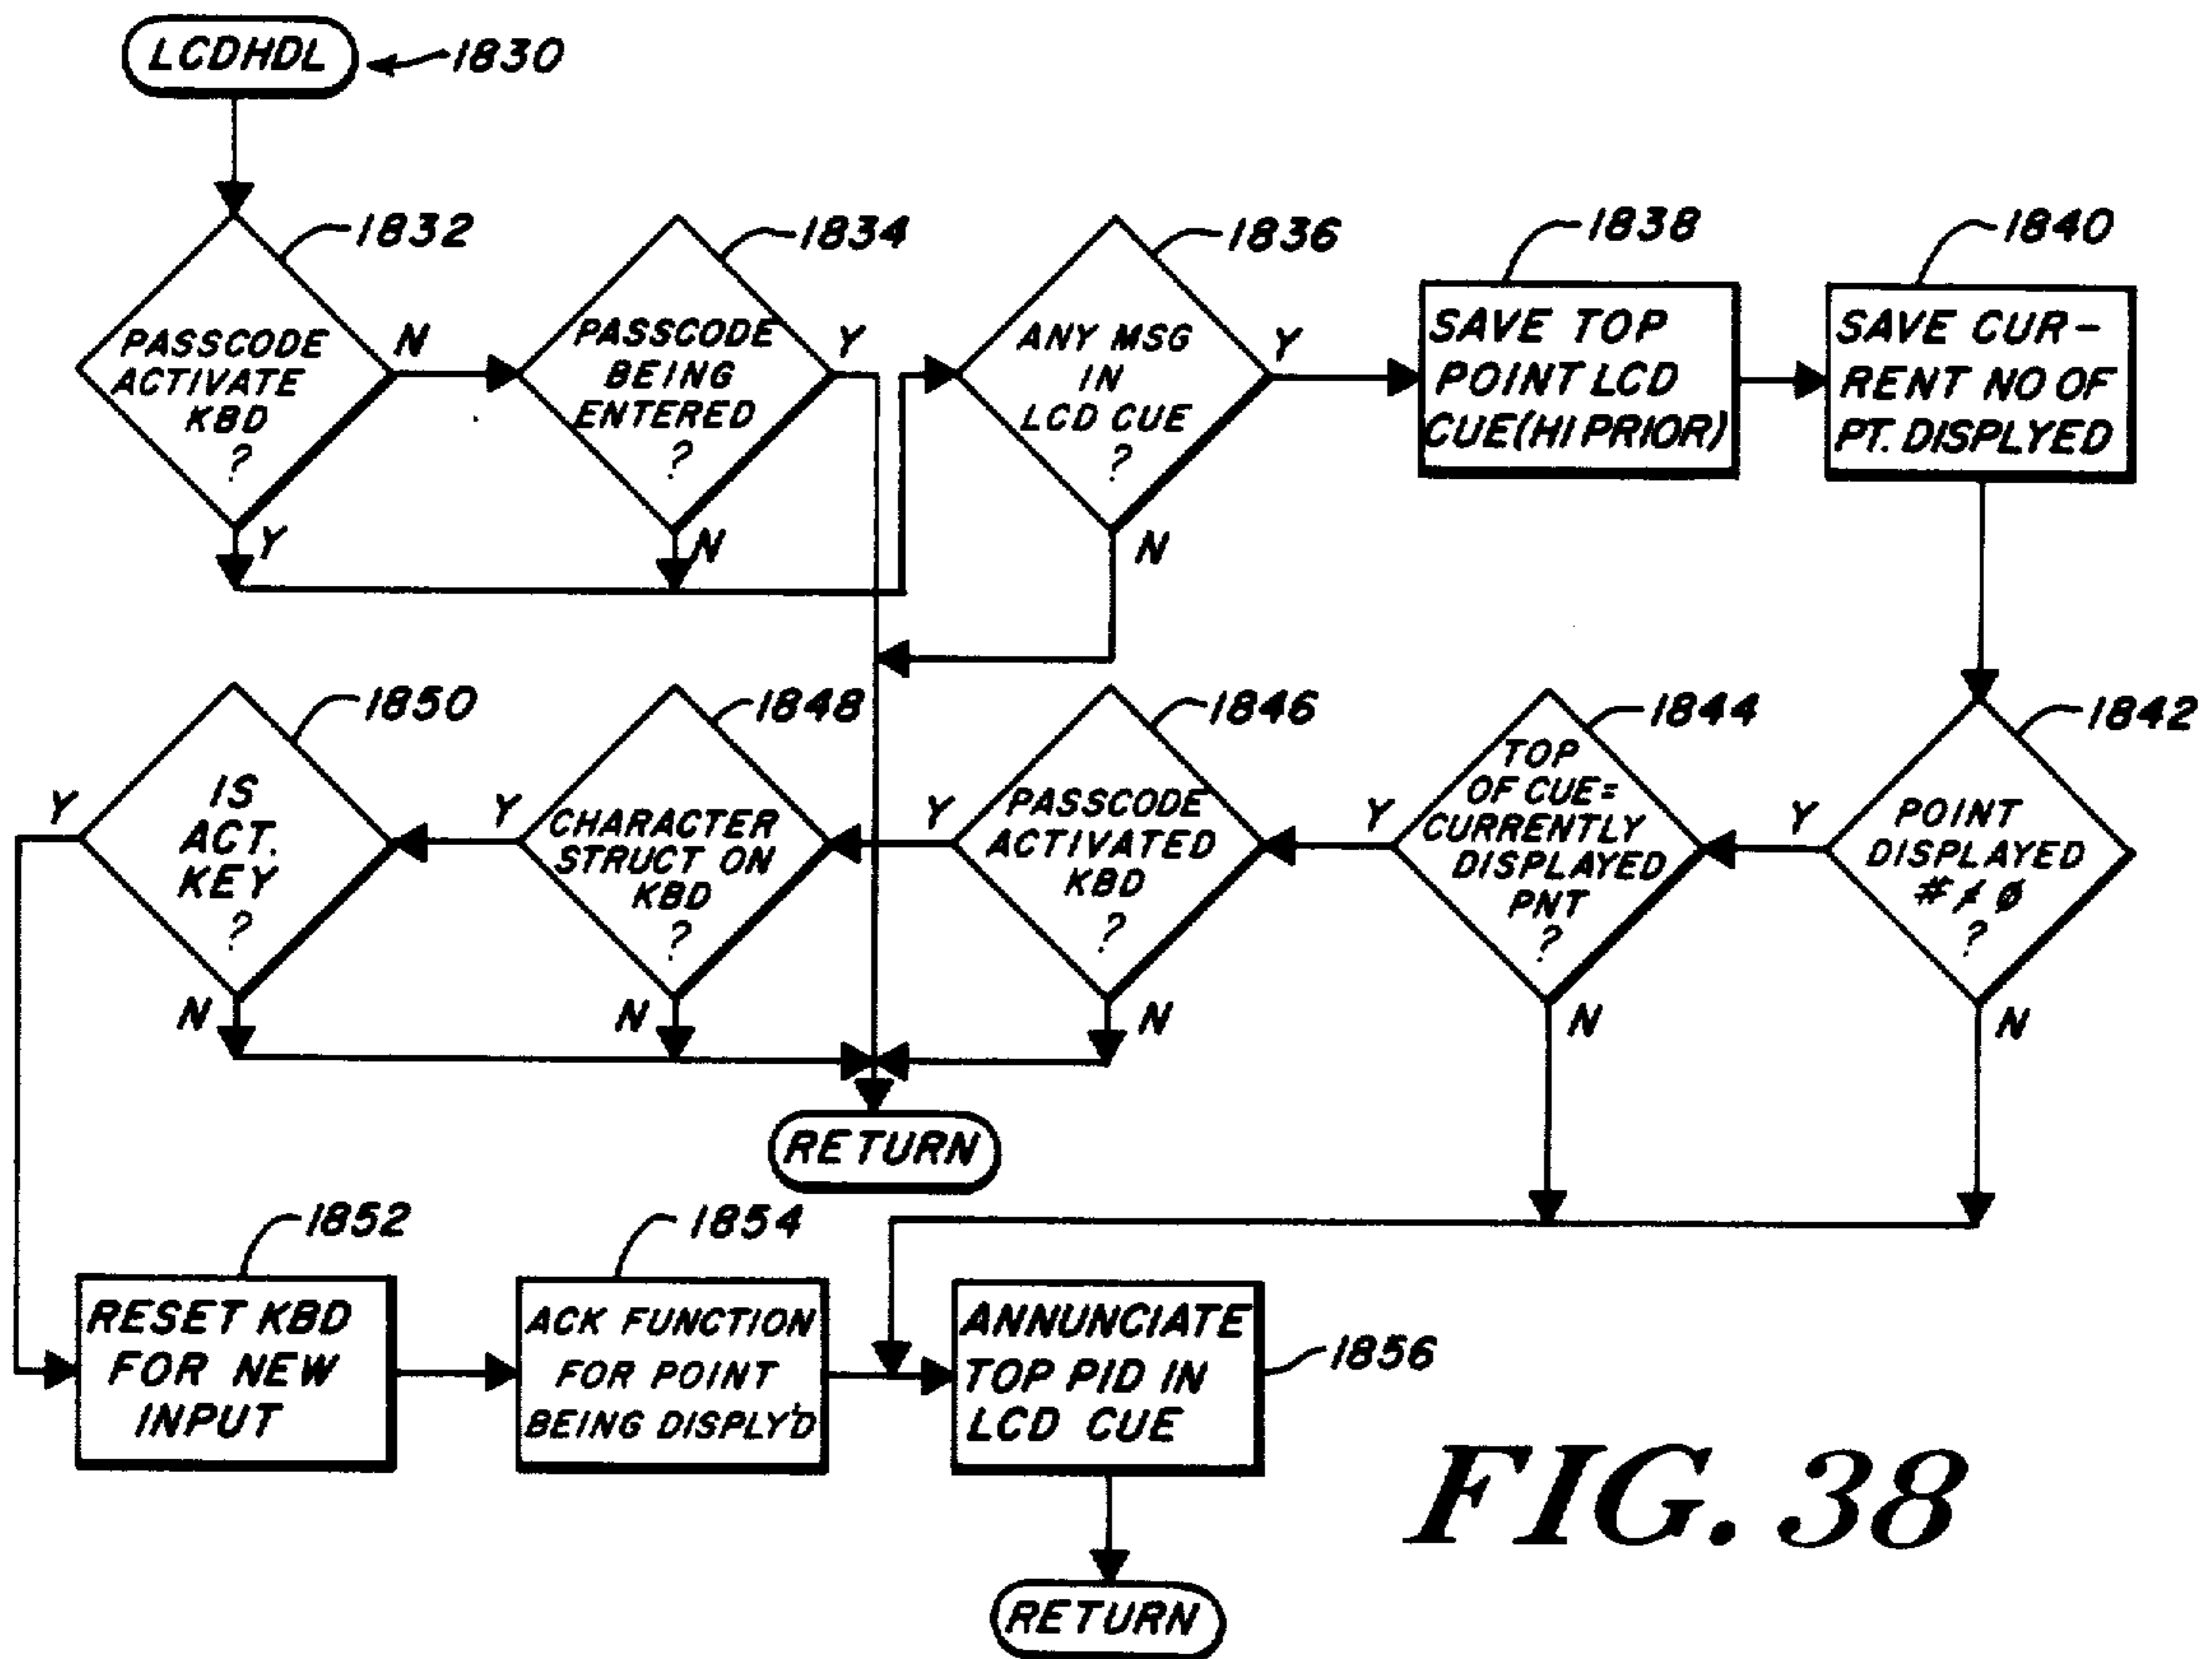 LCDHDL
1830
1832
PASSCODE
ACTIVATE
KBD
?
N
Y
1834
PASSCODE
BEING
ENTERED
?
Y
N
1836
ANY MSG
IN
LCD CUE
?
Y
N
1838
SAVE TOP
POINT LCD
CUE(HI PRIOR)
1840
SAVE CUR-
RENT NO OF
PT. DISPLYED
1842
POINT
DISPLAYED
# ≠ Ø
?
Y
N
1844
TOP
OF CUE=
CURRENTLY
DISPLAYED
PNT
?
Y
N
1846
PASSCODE
ACTIVATED
KBD
?
Y
N
1848
CHARACTER
STRUCT ON
KBD
?
Y
N
1850
IS
ACT.
KEY
?
Y
N
RETURN
1852
RESET KBD
FOR NEW
INPUT
1854
ACK FUNCTION
FOR POINT
BEING DISPLY'D
1856
ANNUNCIATE
TOP PID IN
LCD CUE
RETURN
FIG. 38